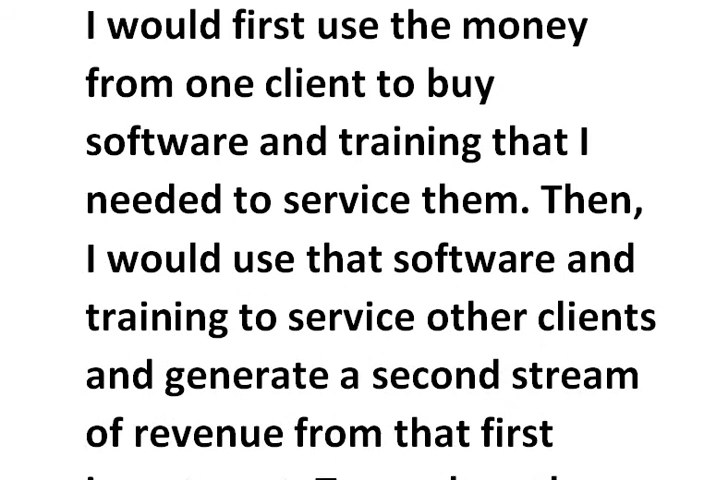 I would first use the money
from one client to buy
software and training that I
needed to service them. Then,
I would use that software and
training to service other clients
and generate a second stream
of revenue from that first